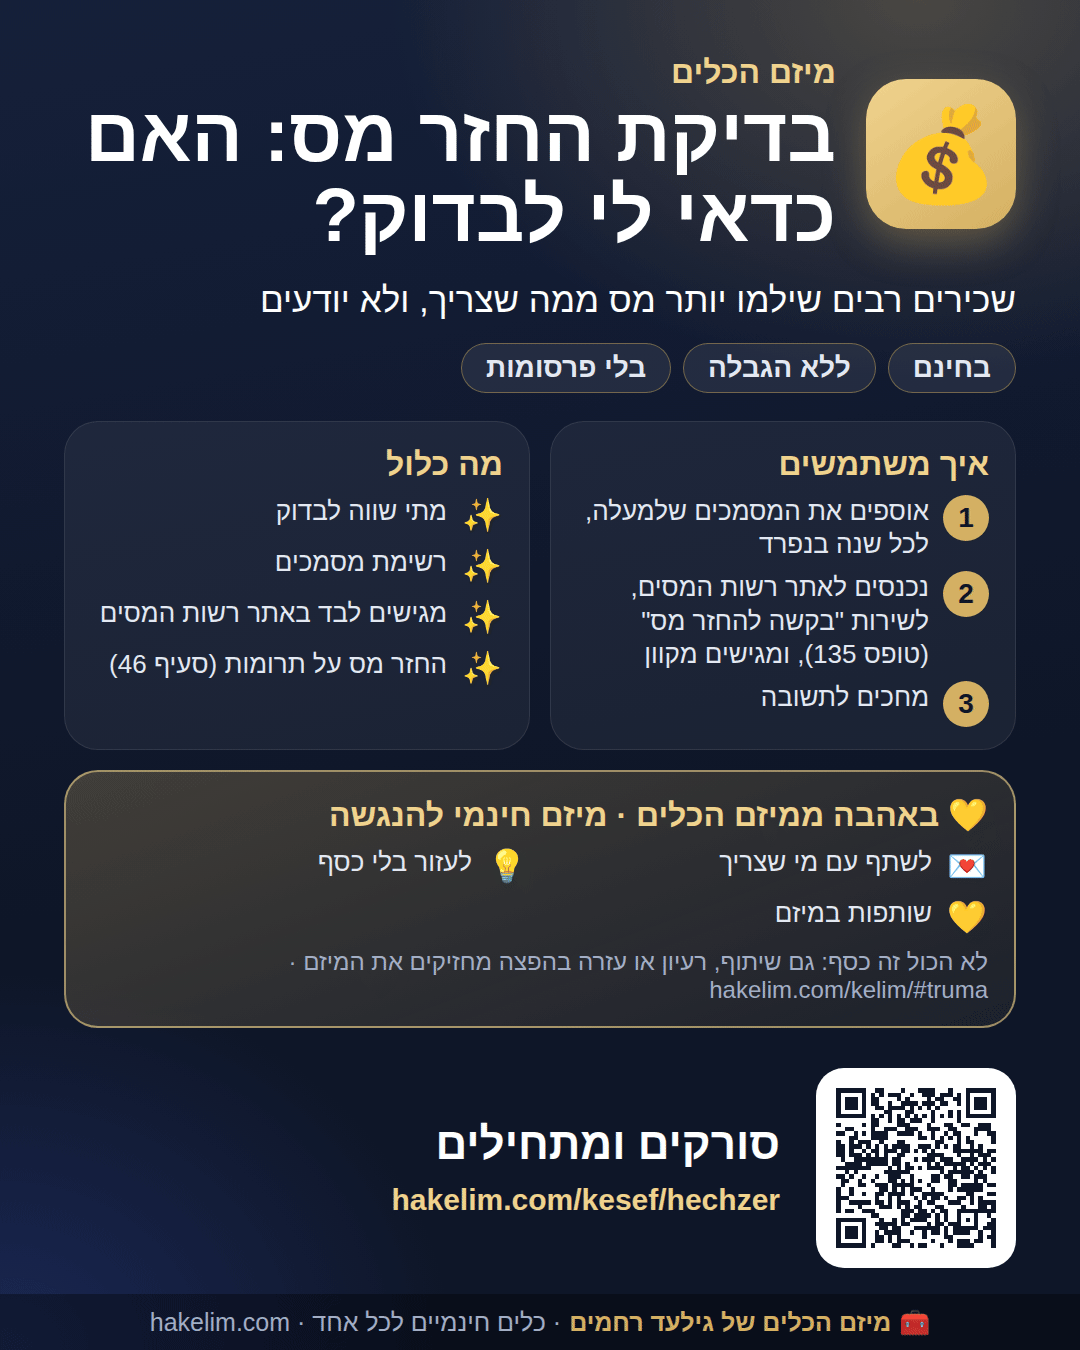 מיזם הכלים
בדיקת החזר מס: האם
כדאי לי לבדוק?
שכירים רבים שילמו יותר מס ממה שצריך, ולא יודעים
בחינם
ללא הגבלה
בלי פרסומות
איך משתמשים
1 אוספים את המסמכים שלמעלה,
לכל שנה בנפרד
2 נכנסים לאתר רשות המסים,
לשירות "בקשה להחזר מס"
(טופס 135), ומגישים מקוון
3 מחכים לתשובה
מה כלול
מתי שווה לבדוק
רשימת מסמכים
מגישים לבד באתר רשות המסים
החזר מס על תרומות (סעיף 46)
באהבה ממיזם הכלים · מיזם חינמי להנגשה
לשתף עם מי שצריך
לעזור בלי כסף
שותפות במיזם
לא הכול זה כסף: גם שיתוף, רעיון או עזרה בהפצה מחזיקים את המיזם ·
hakelim.com/kelim/#truma
סורקים ומתחילים
hakelim.com/kesef/hechzer
מיזם הכלים של גילעד רחמים · כלים חינמיים לכל אחד · hakelim.com